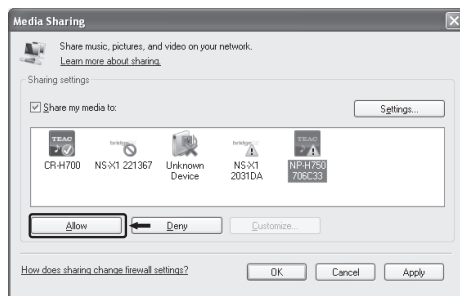 Media Sharing
Share music, pictures, and video on your network.
Learn more about sharing.
Sharing settings
Share my media to:
Settings...
TEAC
bridge
bridge
TEAC
CR-H700
NS-X1 221367
Unknown
Device
NS-X1
2031DA
NP-H750
706C33
Allow
Deny
Customize...
How does sharing change firewall settings?
OK
Cancel
Apply